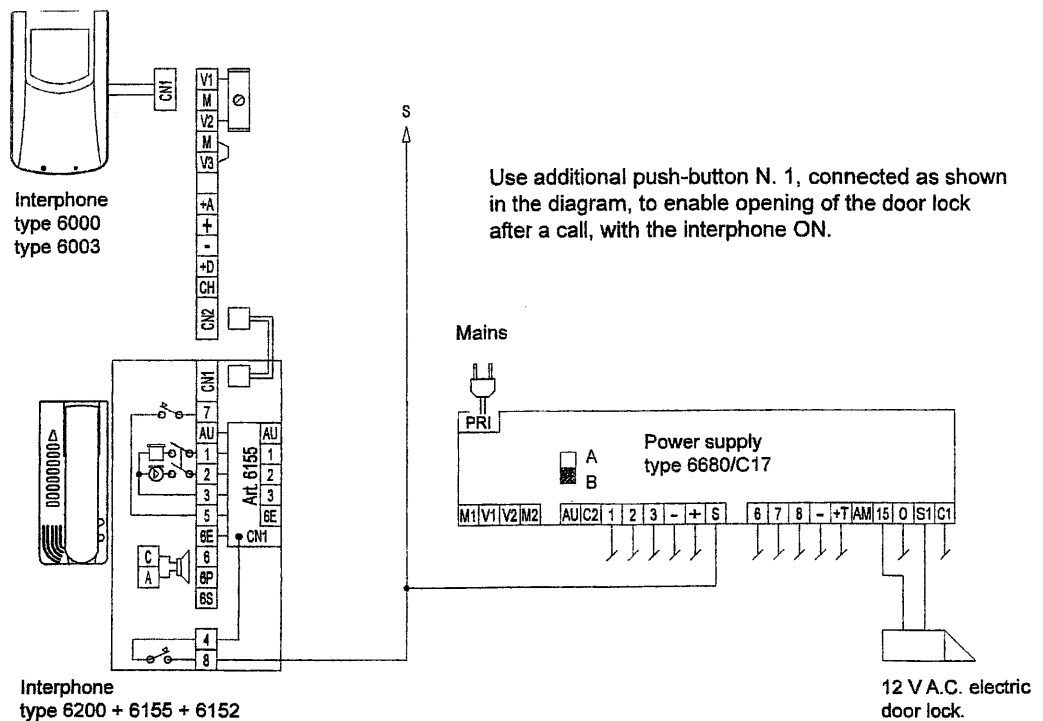 Interphone
type 6000
type 6003
CN1
V1
M
V2
M
V3
+A
+
-
+D
CH
CN2
S
Use additional push-button N. 1, connected as shown
in the diagram, to enable opening of the door lock
after a call, with the interphone ON.
CN1
7
AU
1
2
3
5
6E
6
6P
6S
4
8
Art. 6155
AU
1
2
3
6E
CN1
C
A
Interphone
type 6200 + 6155 + 6152
Mains
PRI
A
B
Power supply
type 6680/C17
M1 V1 V2 M2 AU C2 1 2 3 - + S 6 7 8 - +T AM 15 0 S1 C1
12 V A.C. electric
door lock.